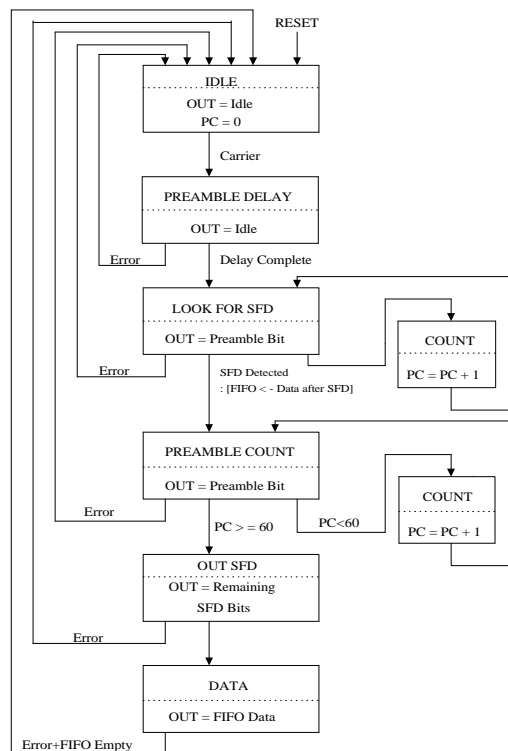 RESET
IDLE
OUT = Idle
PC = 0
Carrier
PREAMBLE DELAY
OUT = Idle
Error
Delay Complete
LOOK FOR SFD
OUT = Preamble Bit
COUNT
PC = PC + 1
Error
SFD Detected
: [FIFO < - Data after SFD]
PREAMBLE COUNT
OUT = Preamble Bit
COUNT
PC = PC + 1
Error
PC > = 60
PC<60
OUT SFD
OUT = Remaining
SFD Bits
Error
DATA
OUT = FIFO Data
Error+FIFO Empty